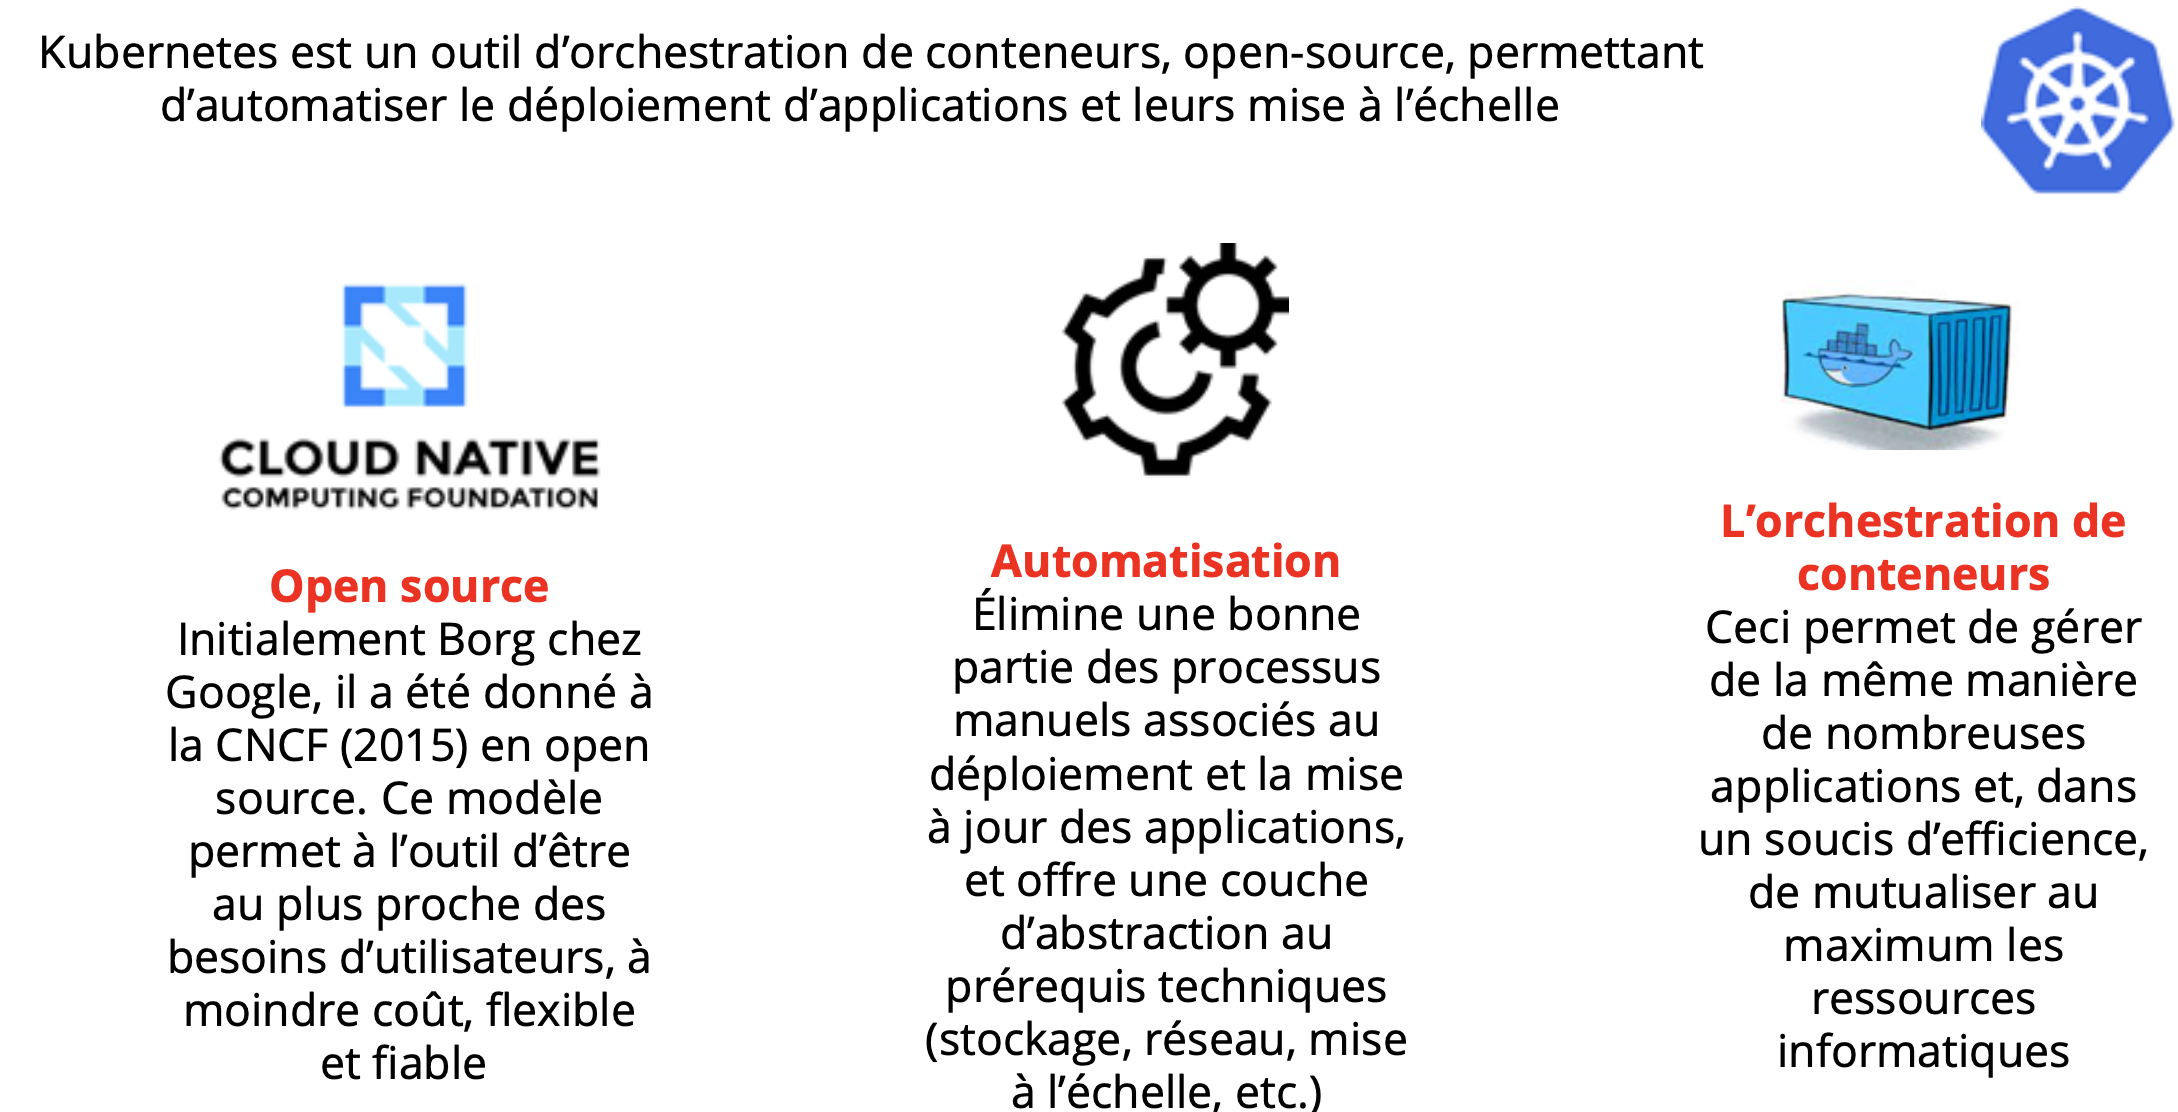 Kubernetes est un outil d’orchestration de conteneurs, open-source, permettant
d’automatiser le déploiement d’applications et leurs mise à l’échelle
CLOUD NATIVE
COMPUTING FOUNDATION
Open source
Initialement Borg chez
Google, il a été donné à
la CNCF (2015) en open
source. Ce modèle
permet à l’outil d’être
au plus proche des
besoins d’utilisateurs, à
moindre coût, flexible
et fiable
Automatisation
Élimine une bonne
partie des processus
manuels associés au
déploiement et la mise
à jour des applications,
et offre une couche
d’abstraction au
prérequis techniques
(stockage, réseau, mise
à l’échelle, etc.)
L’orchestration de
conteneurs
Ceci permet de gérer
de la même manière
de nombreuses
applications et, dans
un soucis d’efficience,
de mutualiser au
maximum les
ressources
informatiques